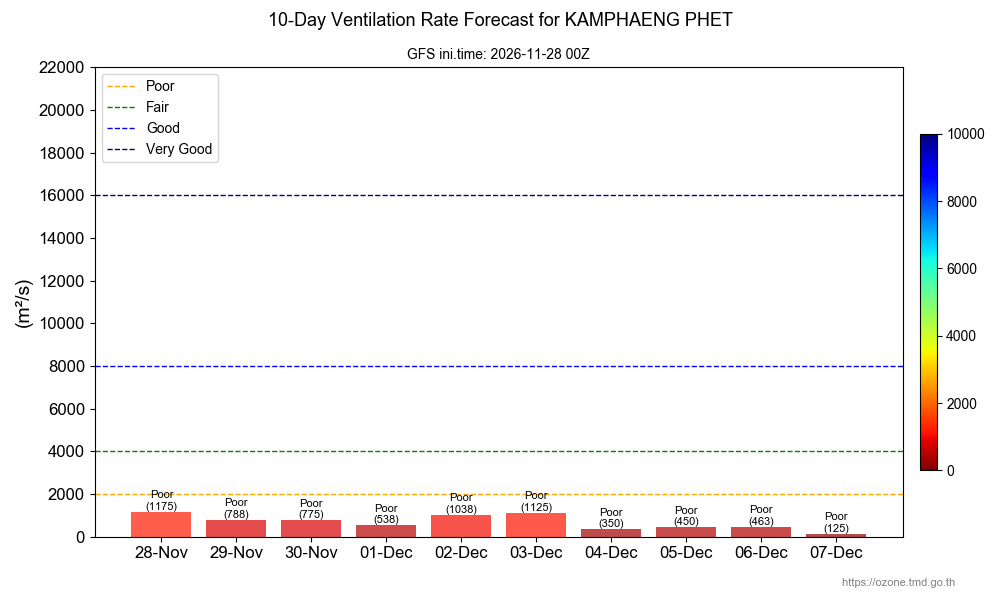 10-Day Ventilation Rate Forecast for KAMPHAENG PHET
GFS ini.time: 2026-11-28 00Z
(m²/s)
22000
20000
18000
16000
14000
12000
10000
8000
6000
4000
2000
0
Poor
Fair
Good
Very Good
Poor
(1175)
Poor
(788)
Poor
(775)
Poor
(538)
Poor
(1038)
Poor
(1125)
Poor
(350)
Poor
(450)
Poor
(463)
Poor
(125)
28-Nov 29-Nov 30-Nov 01-Dec 02-Dec 03-Dec 04-Dec 05-Dec 06-Dec 07-Dec
10000
8000
6000
4000
2000
0
https://ozone.tmd.go.th